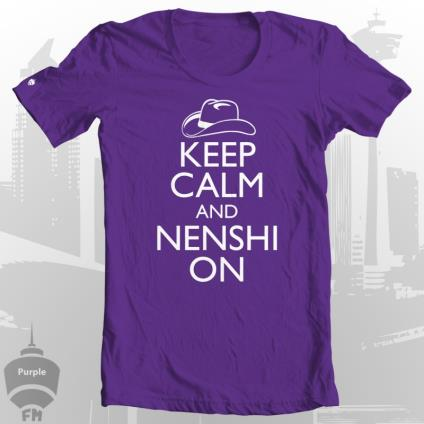 KEEP
CALM
AND
NENSHI
ON
Purple
FM